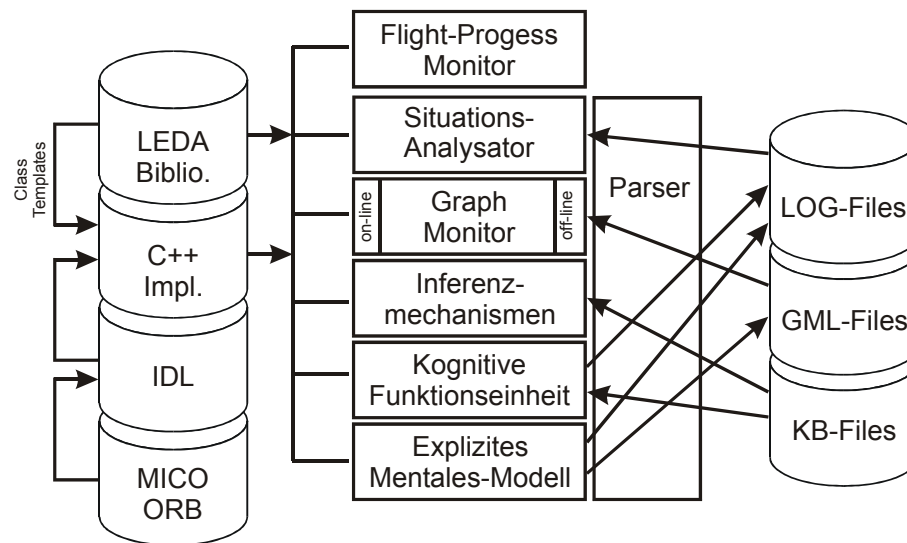 Class
Templates
LEDA
Biblio.
C++
Impl.
IDL
MICO
ORB
Flight-Progess
Monitor
Situations-
Analysator
on-line
Graph
Monitor
off-line
Inferenz-
mechanismen
Kognitive
Funktionseinheit
Explizites
Mentales-Modell
Parser
LOG-Files
GML-Files
KB-Files